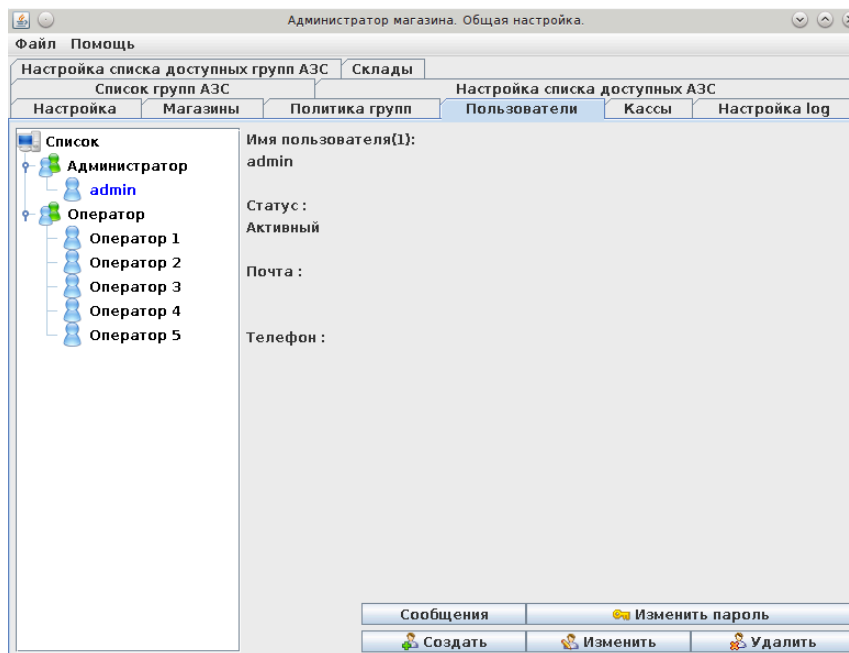 Администратор магазина. Общая настройка.
Файл Помощь
Настройка списка доступных групп АЗС Склады
Список групп АЗС Настройка списка доступных АЗС
Настройка Магазины Политика групп Пользователи Кассы Настройка log
Список
Администратор
admin
Оператор
Оператор 1
Оператор 2
Оператор 3
Оператор 4
Оператор 5
Имя пользователя(1):
admin
Статус :
Активный
Почта :
Телефон :
Сообщения Изменить пароль
Создать Изменить Удалить